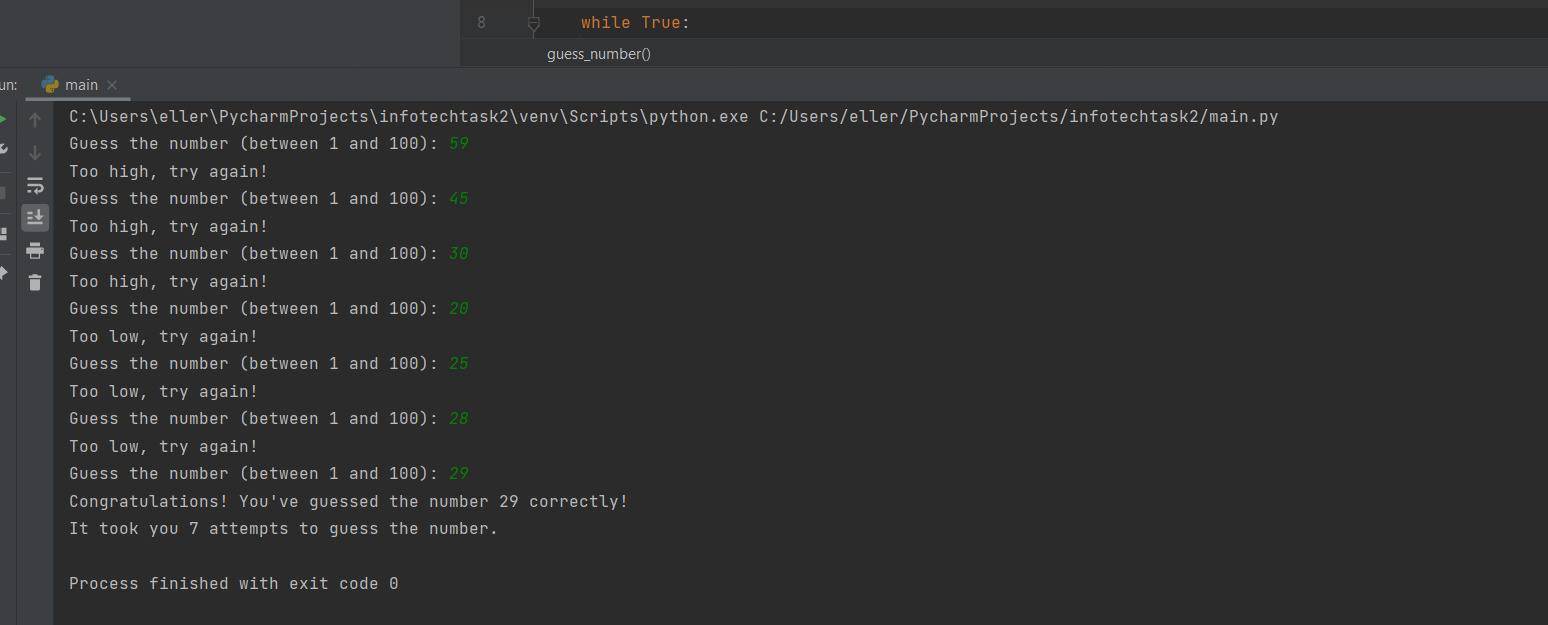 8 while True:
guess_number()
un: main
C:\Users\eller\PycharmProjects\infotechtask2\venv\Scripts\python.exe C:/Users/eller/PycharmProjects/infotechtask2/main.py
Guess the number (between 1 and 100): 59
Too high, try again!
Guess the number (between 1 and 100): 45
Too high, try again!
Guess the number (between 1 and 100): 30
Too high, try again!
Guess the number (between 1 and 100): 20
Too low, try again!
Guess the number (between 1 and 100): 25
Too low, try again!
Guess the number (between 1 and 100): 28
Too low, try again!
Guess the number (between 1 and 100): 29
Congratulations! You've guessed the number 29 correctly!
It took you 7 attempts to guess the number.
Process finished with exit code 0